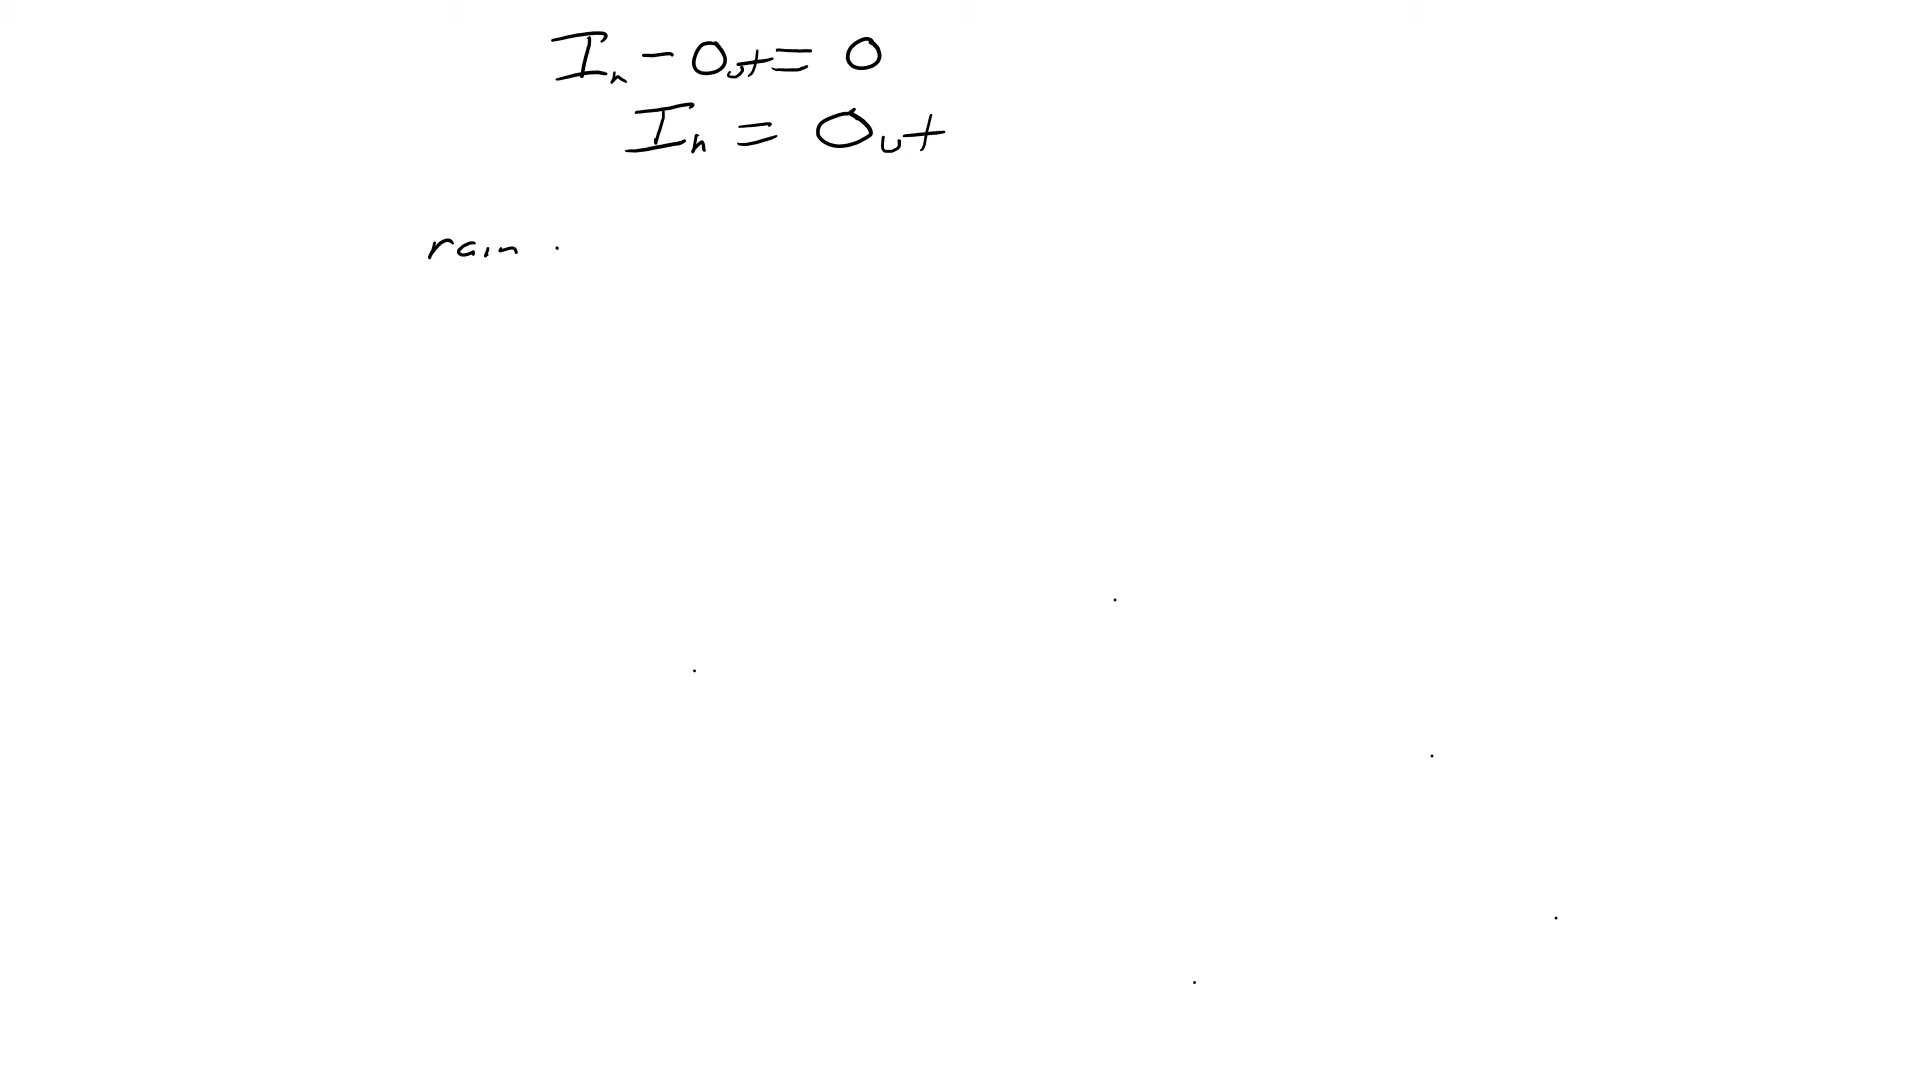 In - Out = 0
In = Out
rain